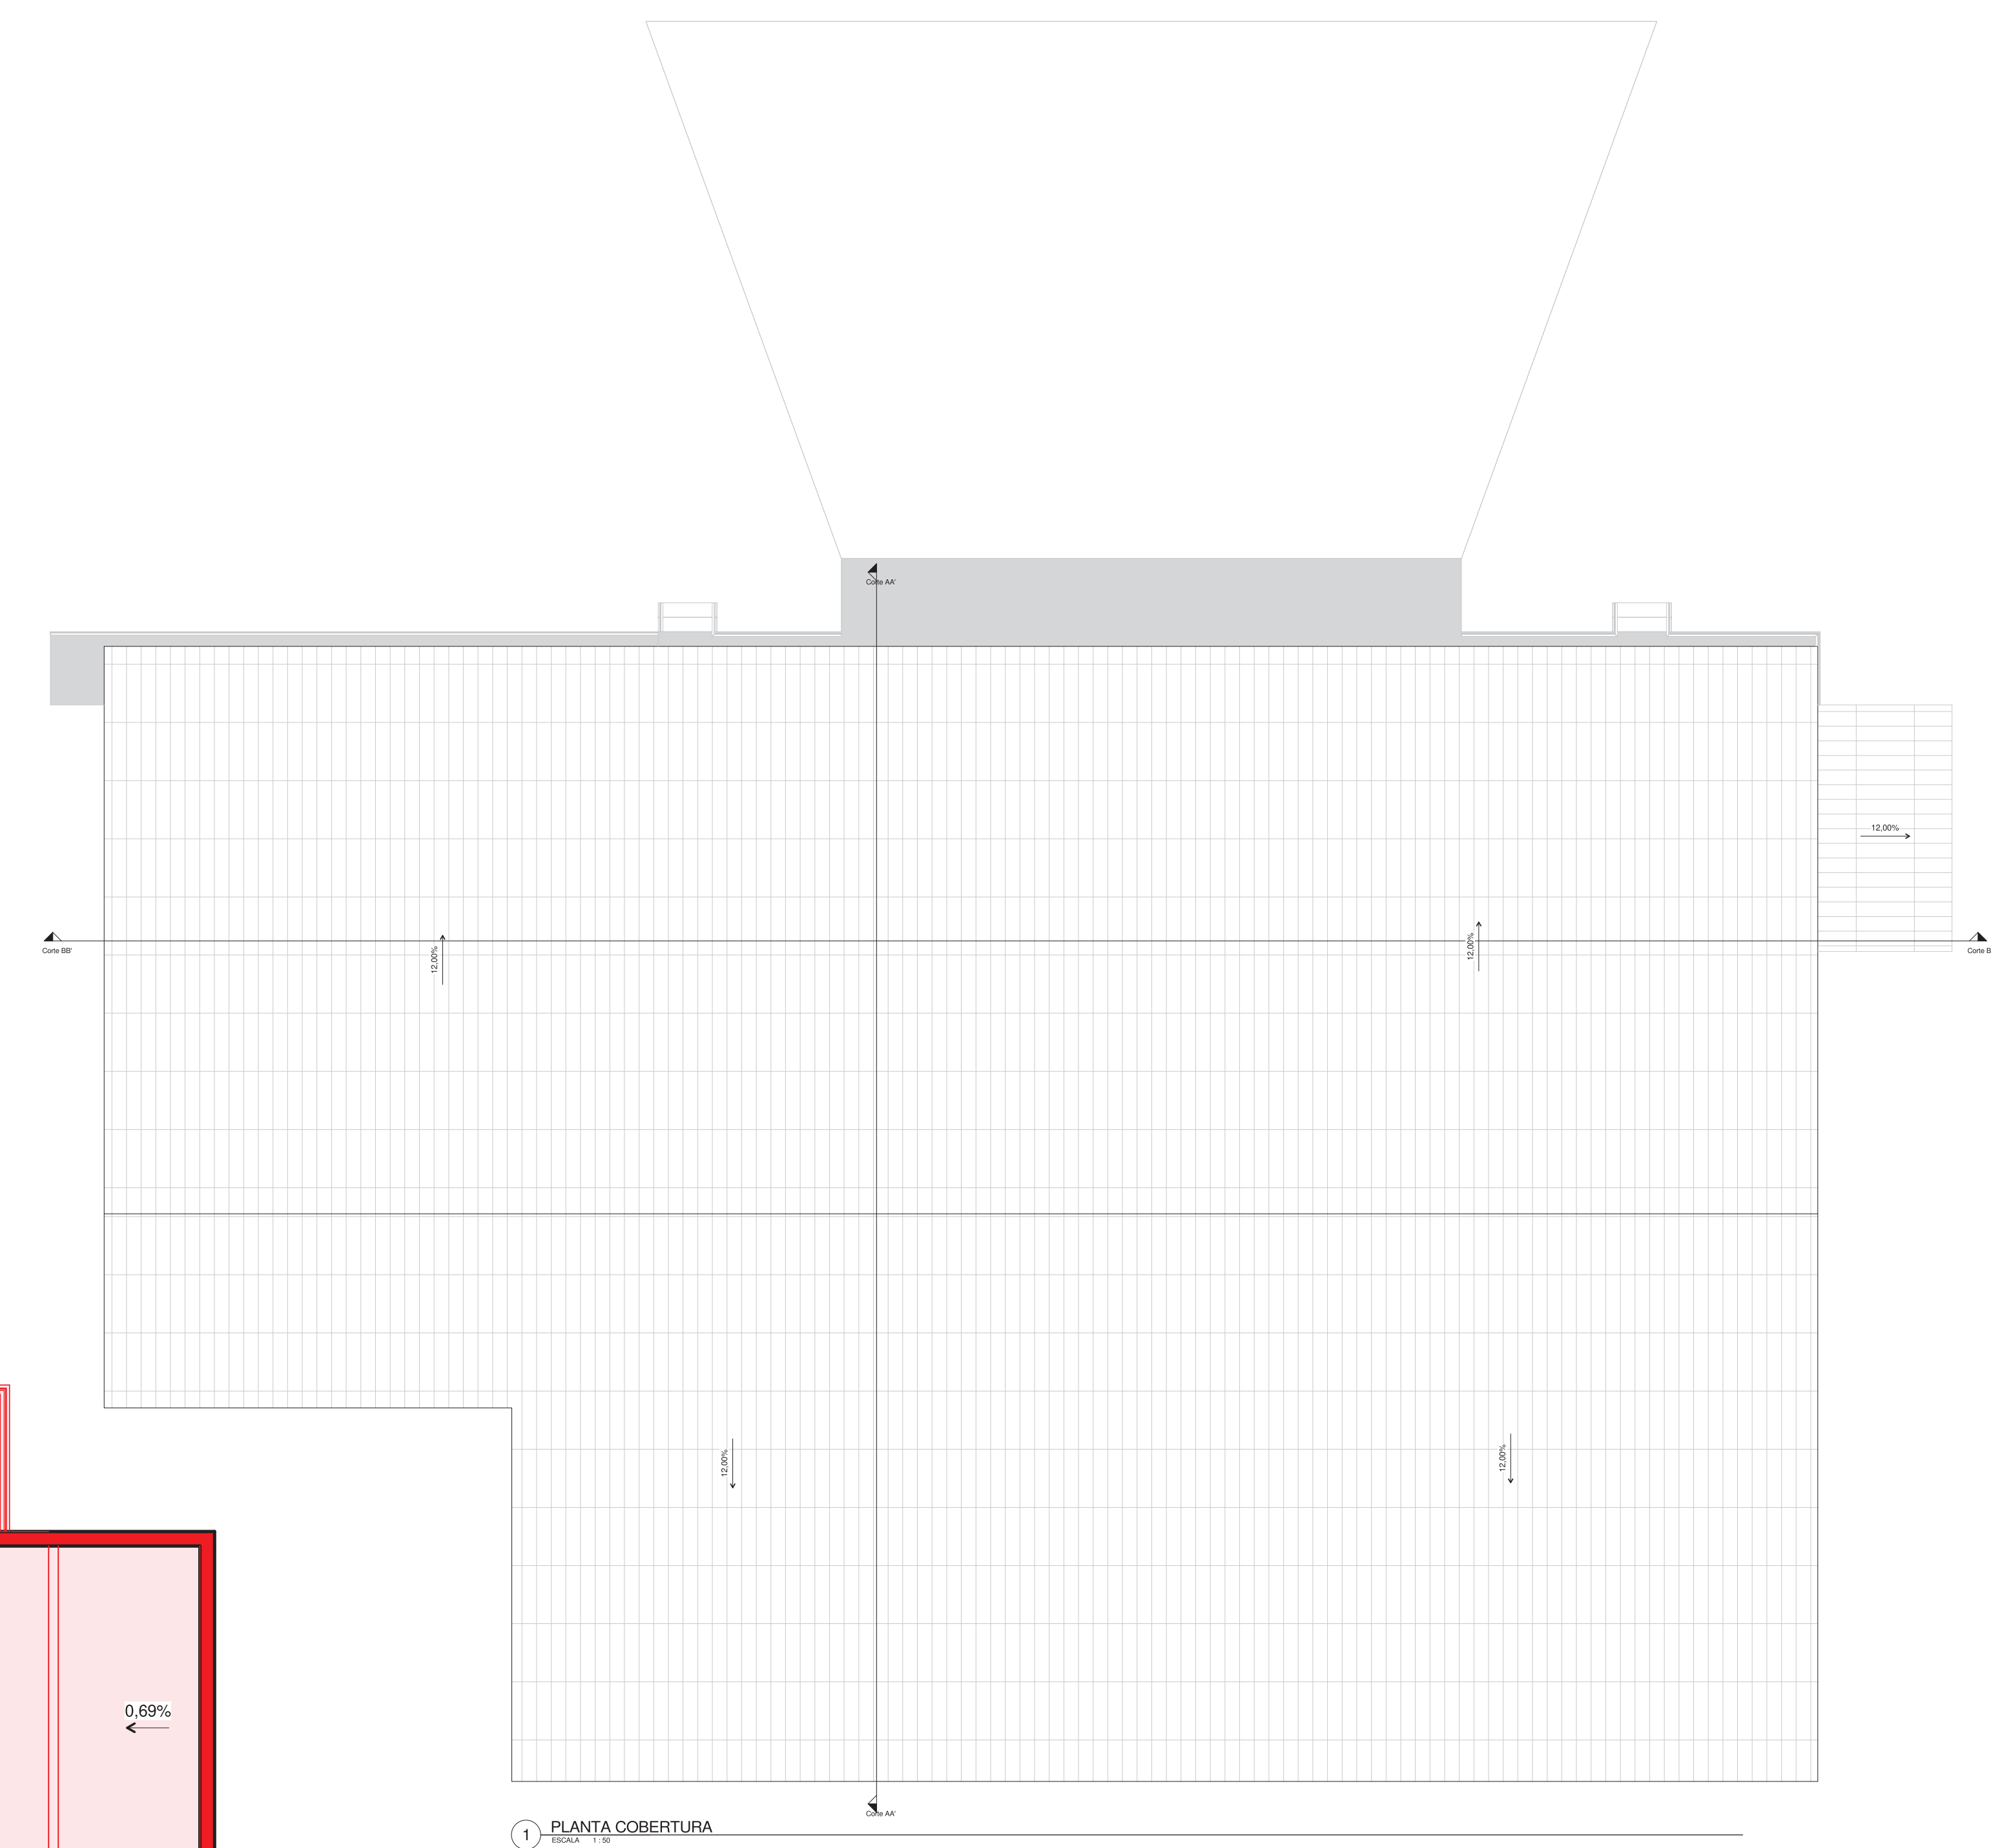 Corte AA'
12,00%
Corte BB'
12,00%
12,00%
Corte B
12,00%
12,00%
0,69%
Corte AA'
1 PLANTA COBERTURA
ESCALA 1 : 50